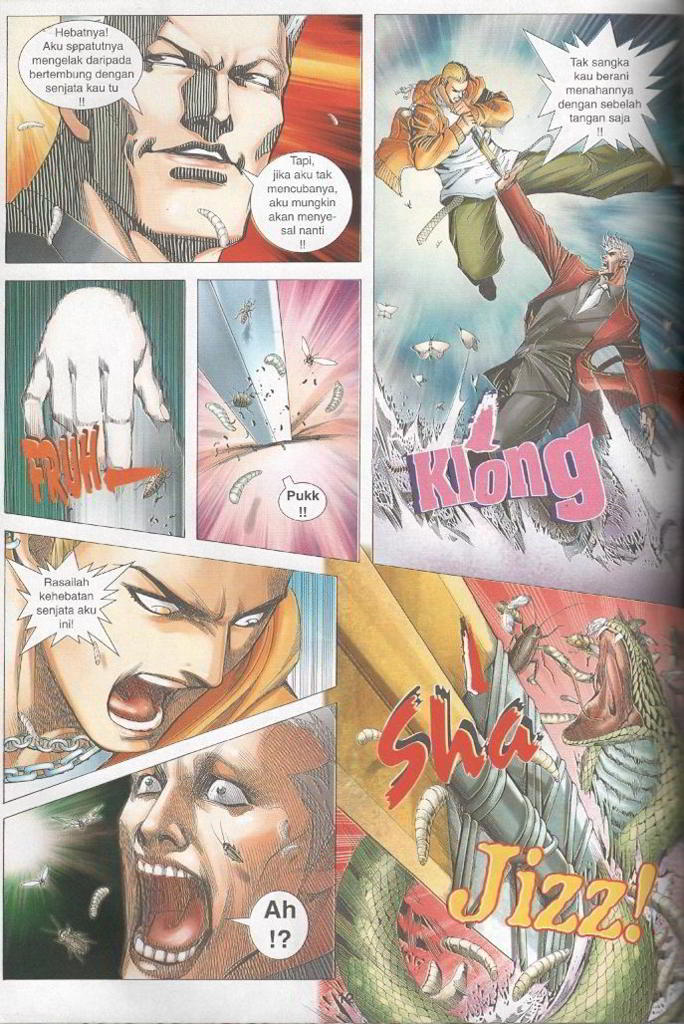 Hebatnya!
Aku sepatutnya
mengelak daripada
bertembung dengan
senjata kau tu
!!
Tapi,
jika aku tak
mencubanya,
aku mungkin
akan menye-
sal nanti
!!
Tak sangka
kau berani
menahannya
dengan sebelah
tangan saja
!!
Klong
FRUH
Pukk
!!
Rasailah
kehebatan
senjata aku
ini!
Ah
!?
Sha
Jizz!